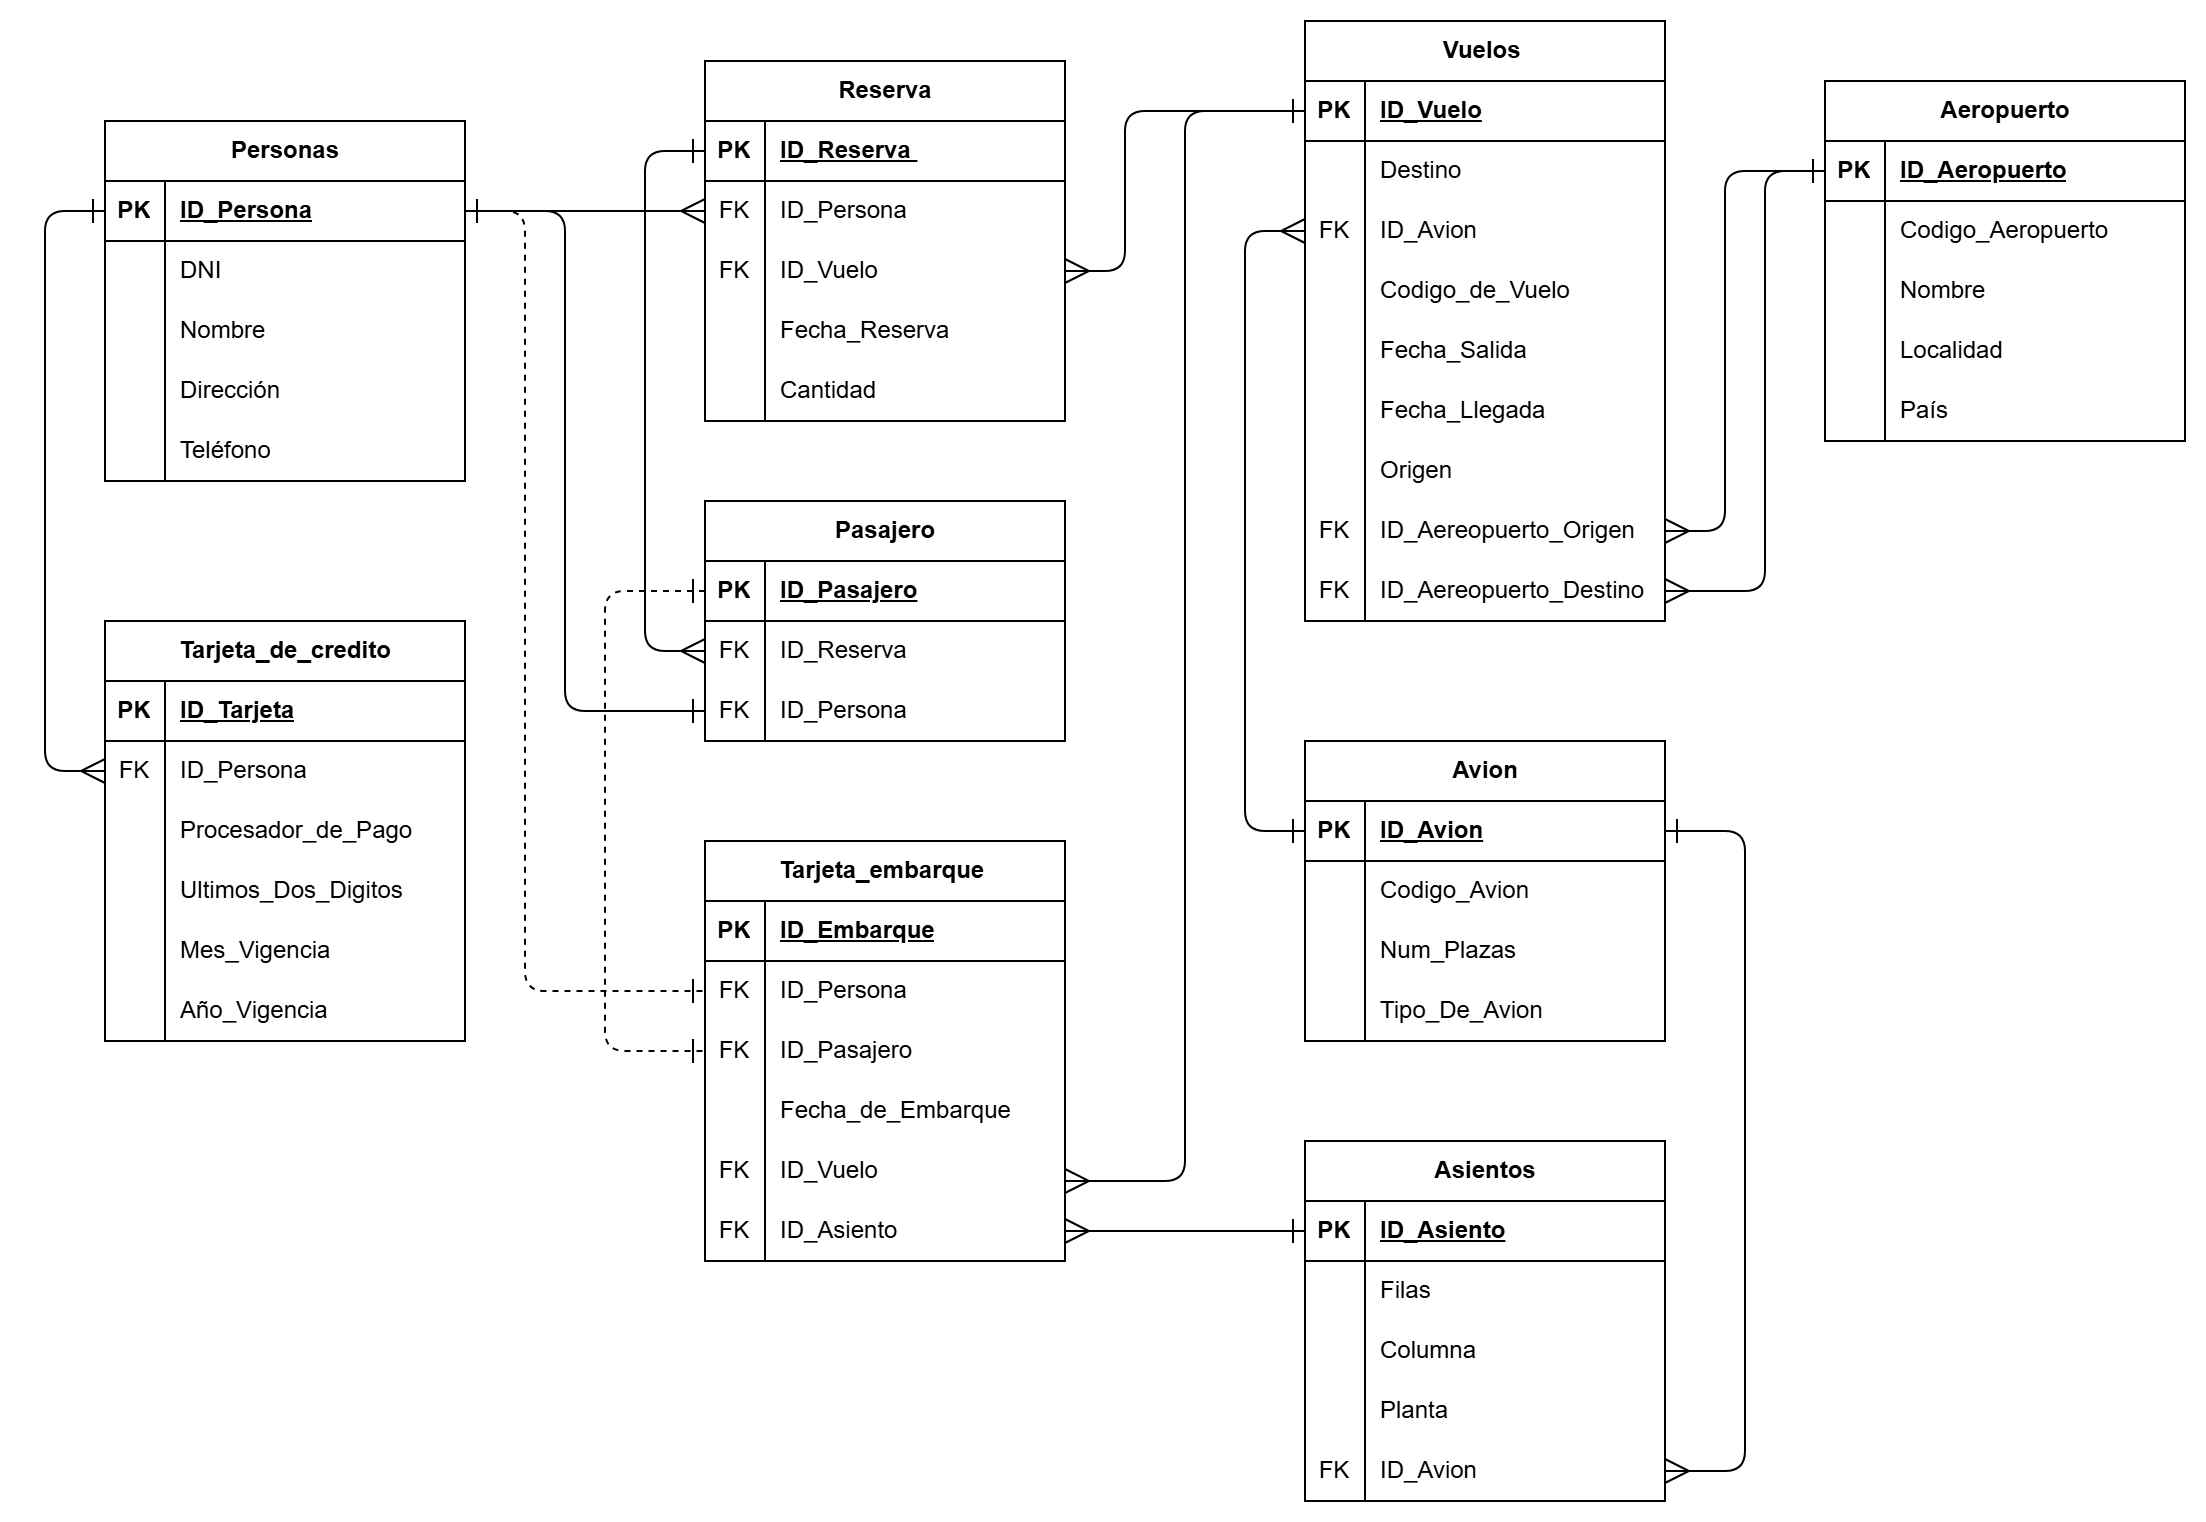 Personas
PK ID_Persona
DNI
Nombre
Dirección
Teléfono
Tarjeta_de_credito
PK ID_Tarjeta
FK ID_Persona
Procesador_de_Pago
Ultimos_Dos_Digitos
Mes_Vigencia
Año_Vigencia
Reserva
PK ID_Reserva
FK ID_Persona
FK ID_Vuelo
Fecha_Reserva
Cantidad
Pasajero
PK ID_Pasajero
FK ID_Reserva
FK ID_Persona
Tarjeta_embarque
PK ID_Embarque
FK ID_Persona
FK ID_Pasajero
Fecha_de_Embarque
FK ID_Vuelo
FK ID_Asiento
Vuelos
PK ID_Vuelo
Destino
FK ID_Avion
Codigo_de_Vuelo
Fecha_Salida
Fecha_Llegada
Origen
FK ID_Aereopuerto_Origen
FK ID_Aereopuerto_Destino
Avion
PK ID_Avion
Codigo_Avion
Num_Plazas
Tipo_De_Avion
Asientos
PK ID_Asiento
Filas
Columna
Planta
FK ID_Avion
Aeropuerto
PK ID_Aeropuerto
Codigo_Aeropuerto
Nombre
Localidad
País